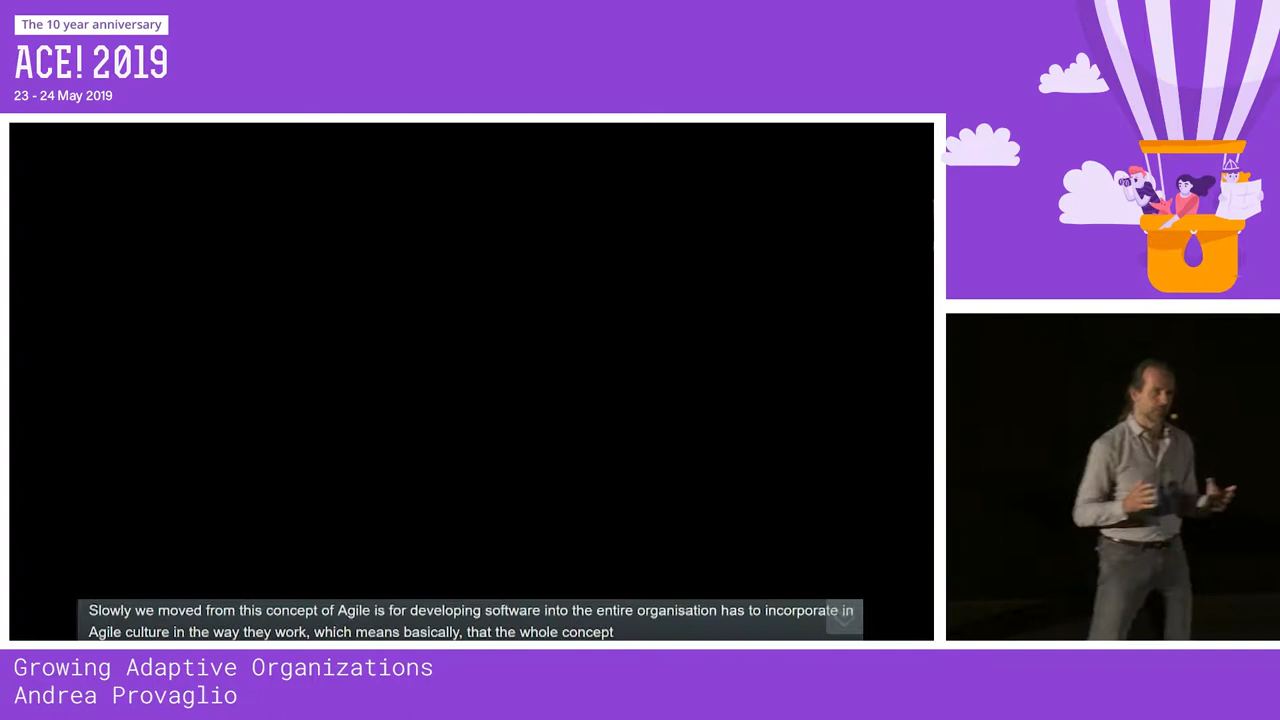 The 10 year anniversary
ACE! 2019
23 - 24 May 2019
Slowly we moved from this concept of Agile is for developing software into the entire organisation has to incorporate in
Agile culture in the way they work, which means basically, that the whole concept
Growing Adaptive Organizations
Andrea Provaglio